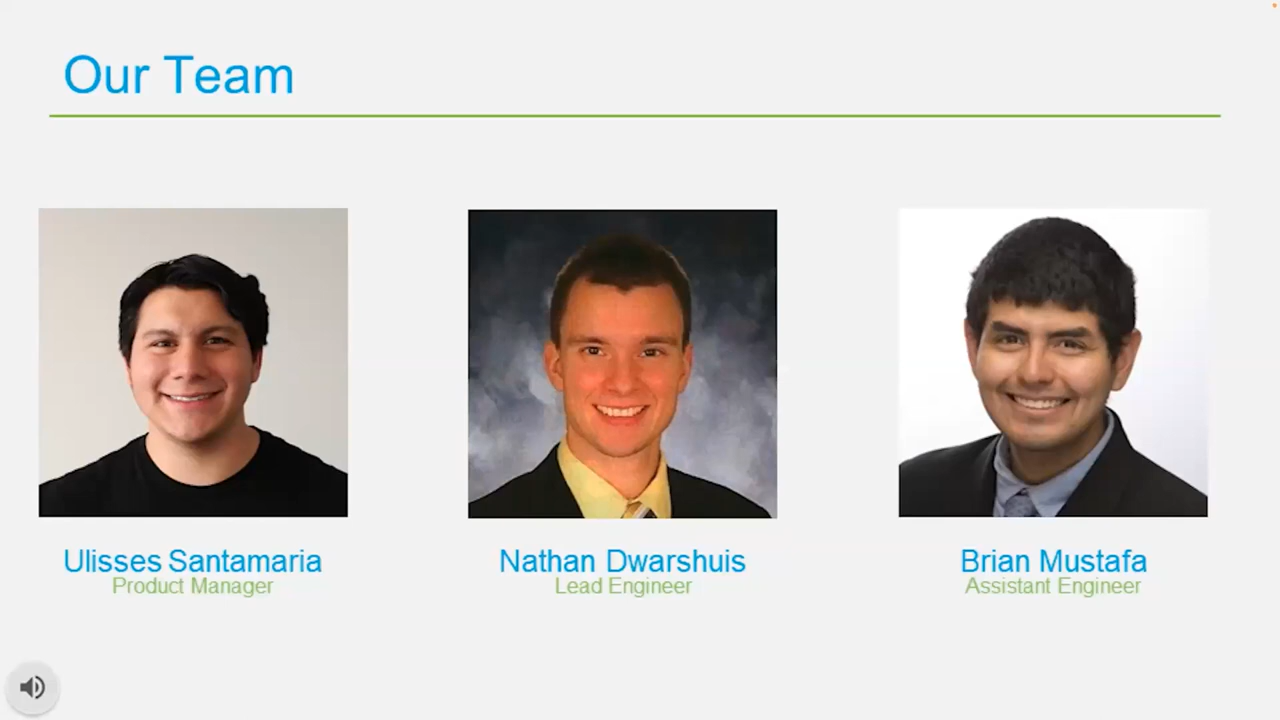 Our Team
Ulisses Santamaria
Product Manager
Nathan Dwarshuis
Lead Engineer
Brian Mustafa
Assistant Engineer